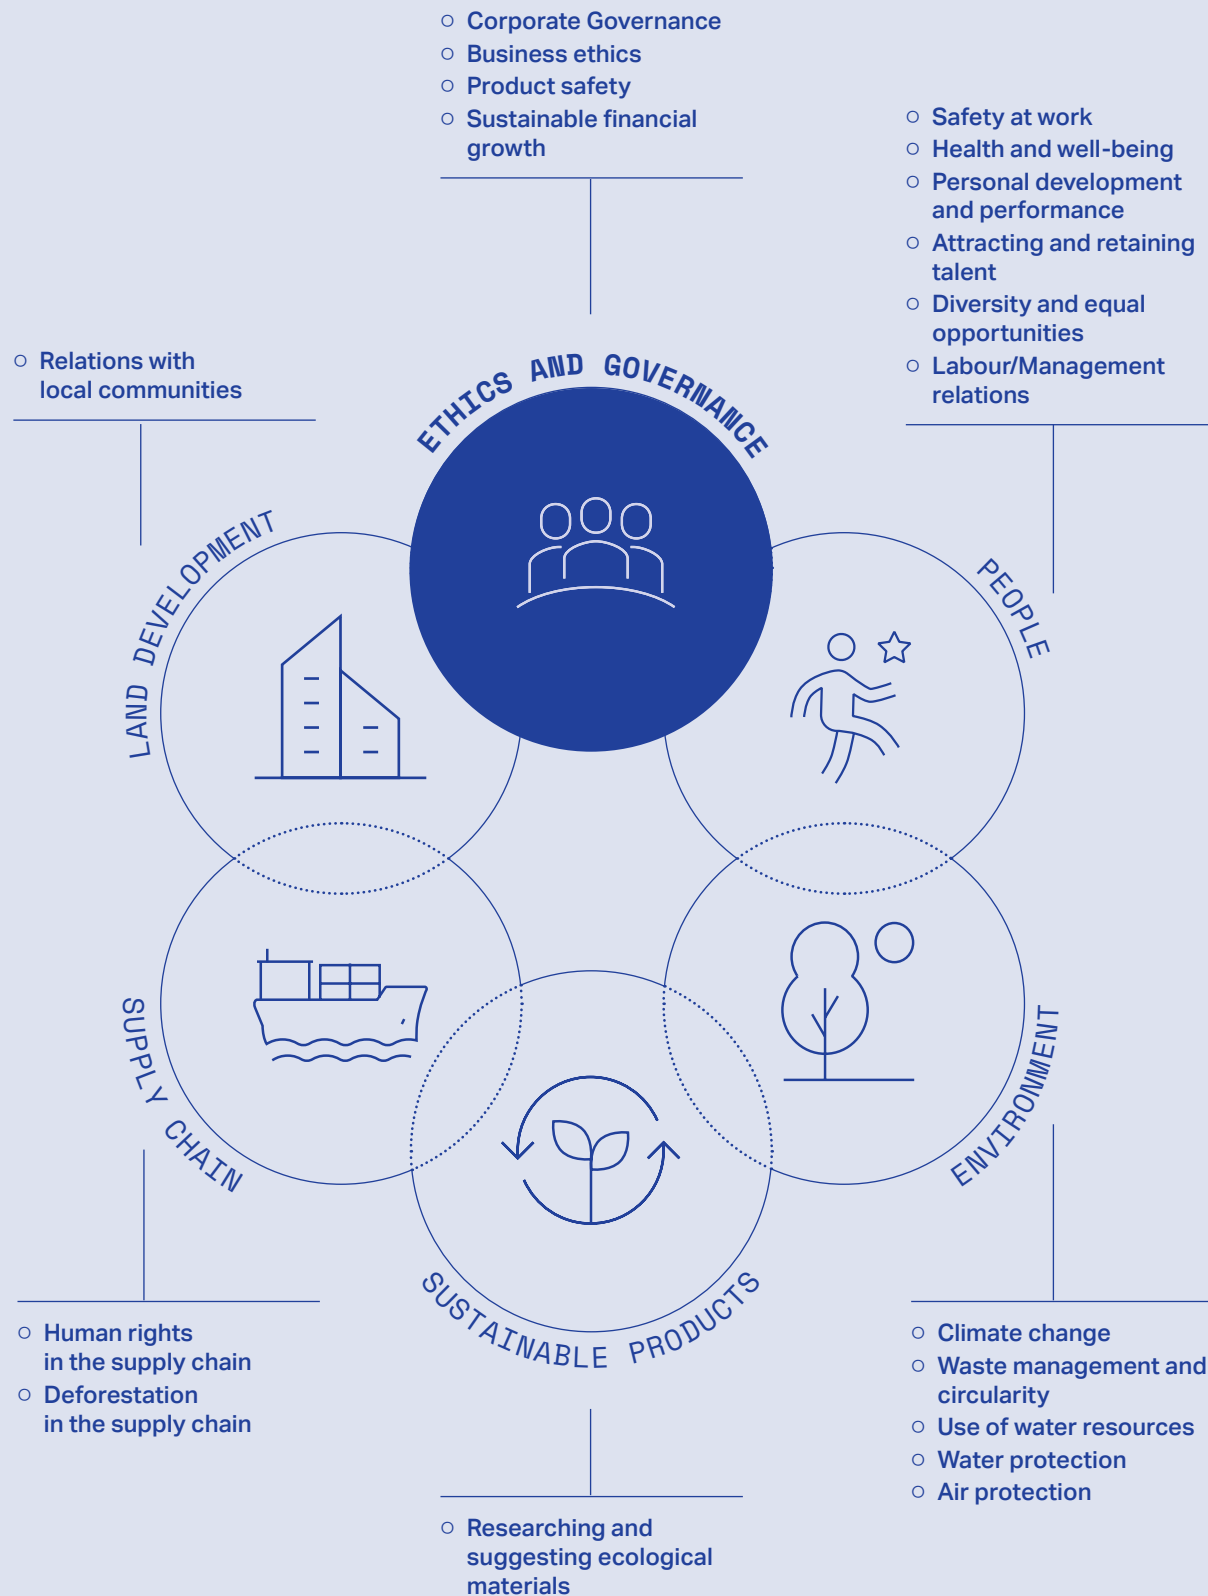 Corporate Governance
Business ethics
Product safety
Sustainable financial
growth
Safety at work
Health and well-being
Personal development
and performance
Attracting and retaining
talent
Diversity and equal
opportunities
Labour/Management
relations
Relations with
local communities
ETHICS AND GOVERNANCE
LAND DEVELOPMENT
PEOPLE
SUPPLY CHAIN
ENVIRONMENT
SUSTAINABLE PRODUCTS
Human rights
in the supply chain
Deforestation
in the supply chain
Climate change
Waste management and
circularity
Use of water resources
Water protection
Air protection
Researching and
suggesting ecological
materials